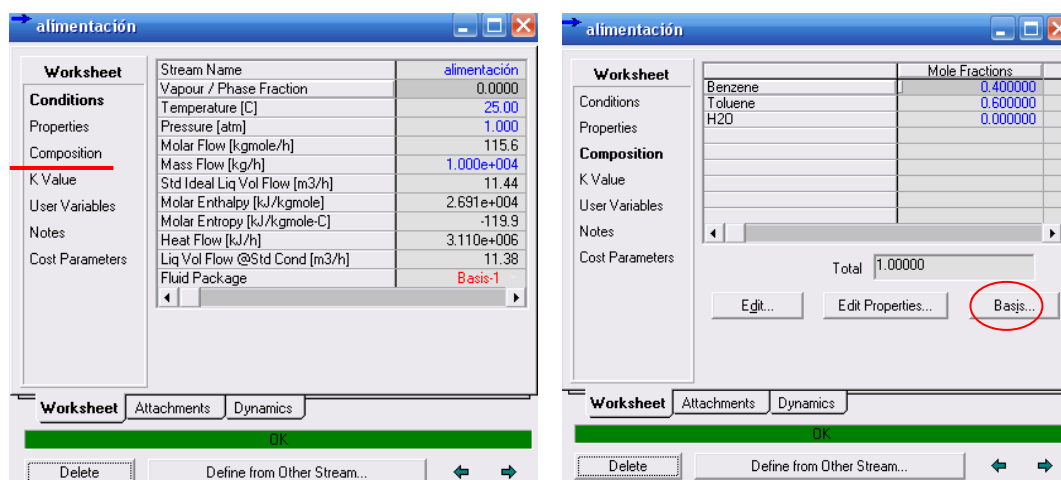 alimentación
Worksheet
Conditions
Properties
Composition
K Value
User Variables
Notes
Cost Parameters
Stream Name alimentación
Vapour / Phase Fraction 0.0000
Temperature [C] 25.00
Pressure [atm] 1.000
Molar Flow [kgmole/h] 115.6
Mass Flow [kg/h] 1.000e+004
Std Ideal Liq Vol Flow [m3/h] 11.44
Molar Enthalpy [kJ/kgmole] 2.691e+004
Molar Entropy [kJ/kgmole-C] -119.9
Heat Flow [kJ/h] 3.110e+006
Liq Vol Flow @Std Cond [m3/h] 11.38
Fluid Package Basis-1
Worksheet Attachments Dynamics
OK
Delete Define from Other Stream...
alimentación
Worksheet
Conditions
Properties
Composition
K Value
User Variables
Notes
Cost Parameters
Mole Fractions
Benzene 0.400000
Toluene 0.600000
H2O 0.000000
Total 1.00000
Edit... Edit Properties... Basis...
Worksheet Attachments Dynamics
OK
Delete Define from Other Stream...